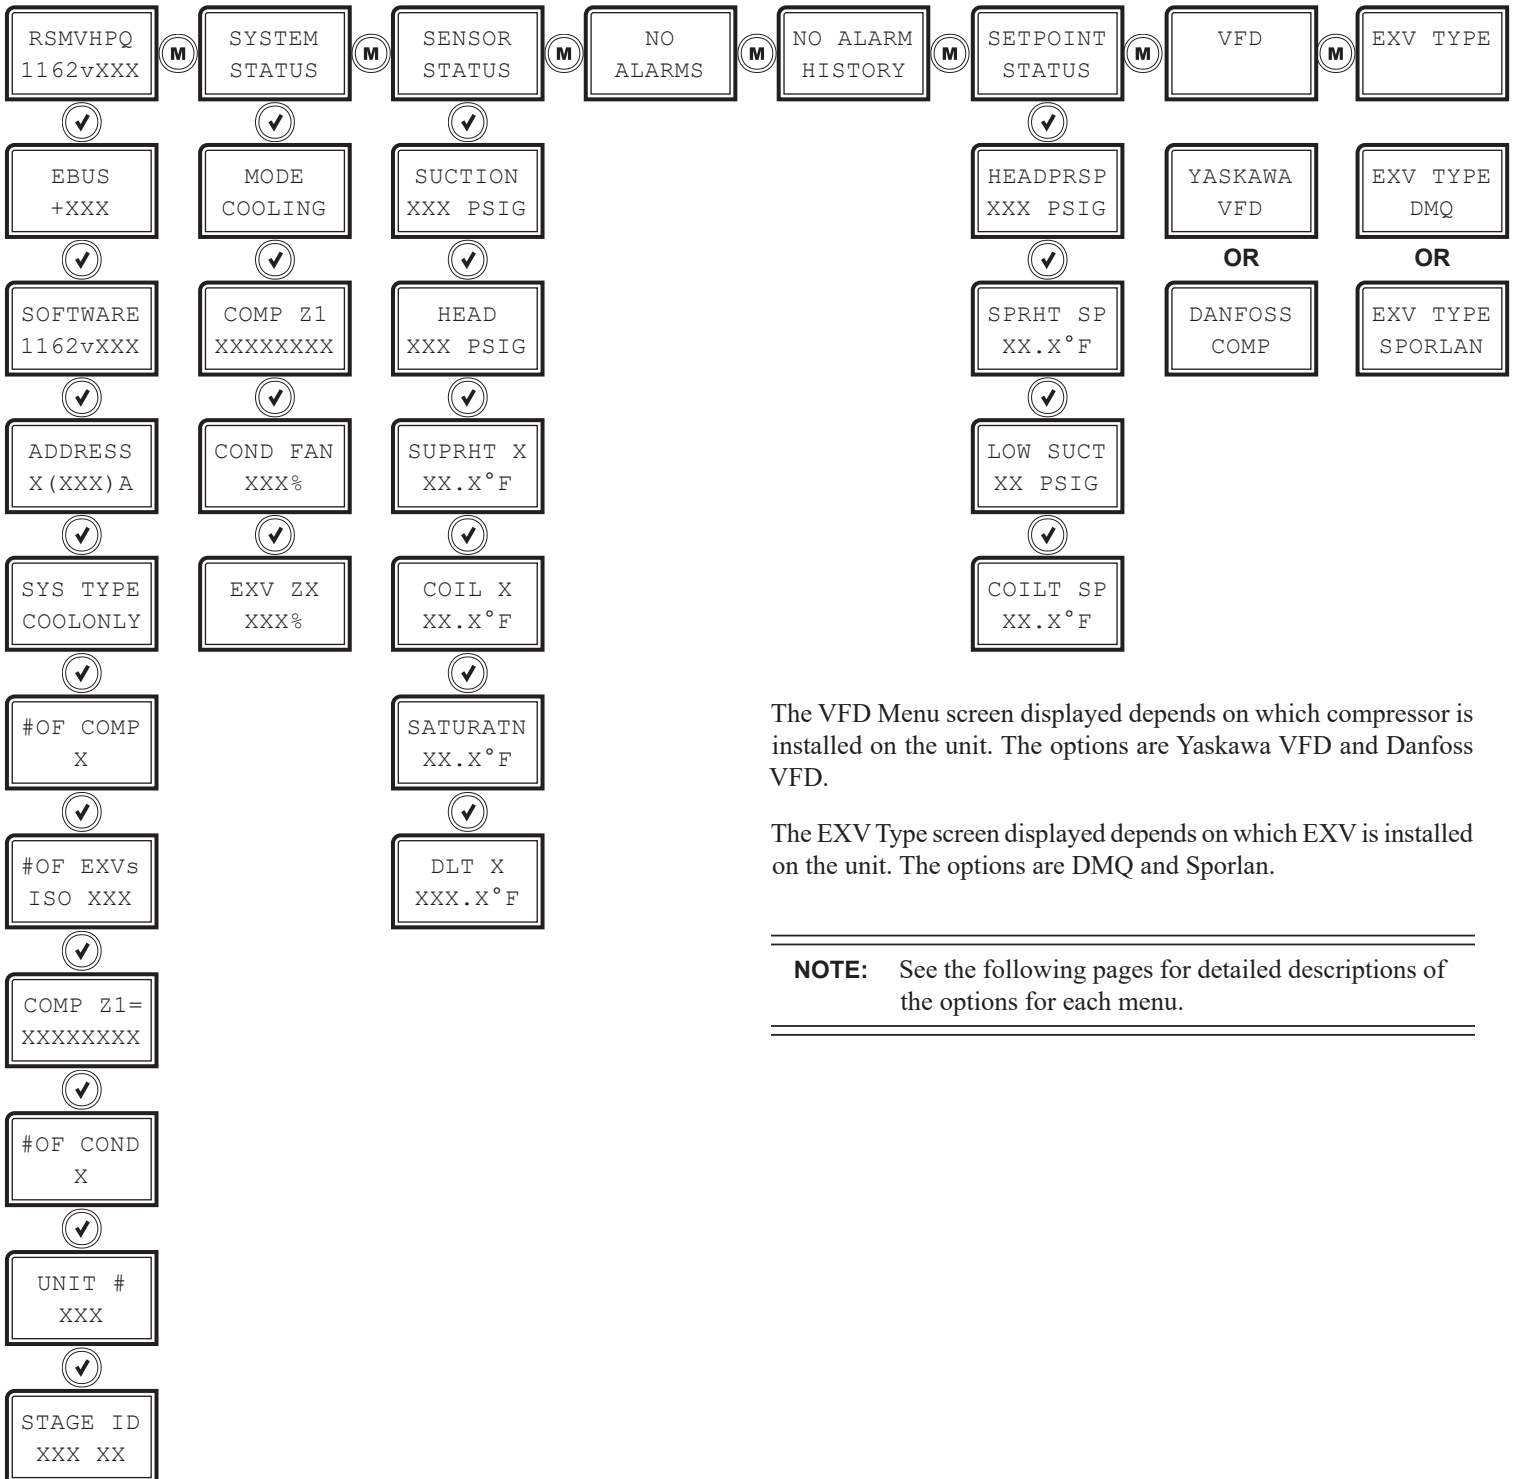 RSMVHPQ
1162vXXX
M
SYSTEM
STATUS
M
SENSOR
STATUS
M
NO
ALARMS
M
NO ALARM
HISTORY
M
SETPOINT
STATUS
M
VFD
M
EXV TYPE
EBUS
+XXX
SOFTWARE
1162vXXX
ADDRESS
X(XXX)A
SYS TYPE
COOLONLY
#OF COMP
X
#OF EXVs
ISO XXX
COMP Z1=
XXXXXXXX
#OF COND
X
UNIT #
XXX
STAGE ID
XXX XX
MODE
COOLING
COMP Z1
XXXXXXXX
COND FAN
XXX%
EXV ZX
XXX%
SUCTION
XXX PSIG
HEAD
XXX PSIG
SUPRHT X
XX.X°F
COIL X
XX.X°F
SATURATN
XX.X°F
DLT X
XXX.X°F
HEADPRSP
XXX PSIG
SPRHT SP
XX.X°F
LOW SUCT
XX PSIG
COILT SP
XX.X°F
YASKAWA
VFD
OR
DANFOSS
COMP
EXV TYPE
DMQ
OR
EXV TYPE
SPORLAN
The VFD Menu screen displayed depends on which compressor is
installed on the unit. The options are Yaskawa VFD and Danfoss
VFD.
The EXV Type screen displayed depends on which EXV is installed
on the unit. The options are DMQ and Sporlan.
NOTE: See the following pages for detailed descriptions of
the options for each menu.